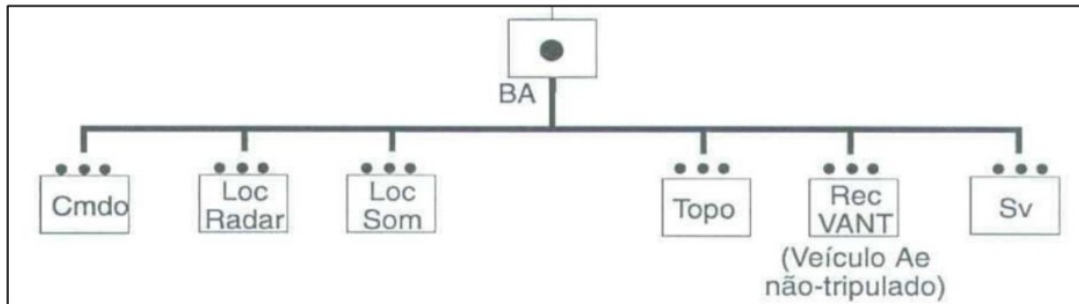 BA
Cmdo
Loc
Radar
Loc
Som
Topo
Rec
VANT
(Veículo Ae
não-tripulado)
Sv